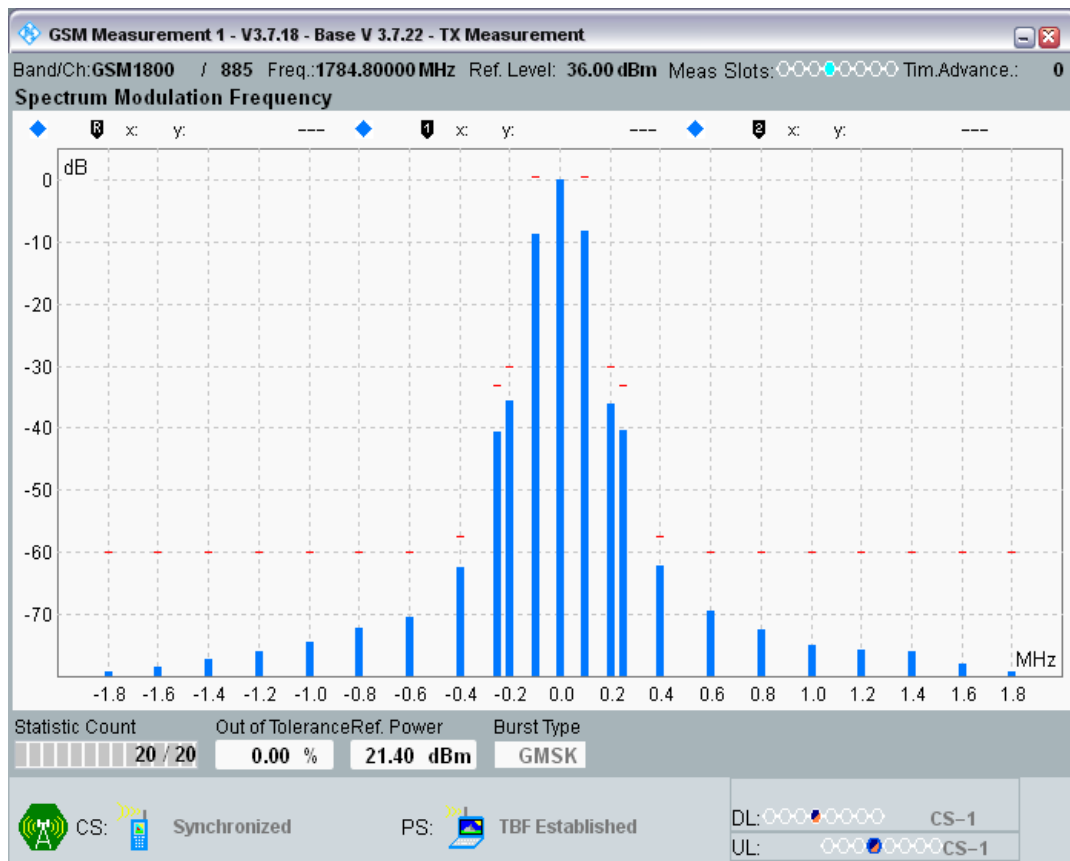 GSM Measurement 1 - V3.7.18 - Base V 3.7.22 - TX Measurement
Band/Ch:GSM1800 / 885 Freq.:1784.80000 MHz Ref. Level: 36.00 dBm Meas Slots: Tim.Advance.: 0
Spectrum Modulation Frequency
R x: y: --- 1 x: y: --- 2 x: y: ---
dB
0
-10
-20
-30
-40
-50
-60
-70
MHz
-1.8 -1.6 -1.4 -1.2 -1.0 -0.8 -0.6 -0.4 -0.2 0.0 0.2 0.4 0.6 0.8 1.0 1.2 1.4 1.6 1.8
Statistic Count Out of Tolerance Ref. Power Burst Type
20 / 20 0.00 % 21.40 dBm GMSK
CS: Synchronized PS: TBF Established
DL: CS-1
UL: CS-1